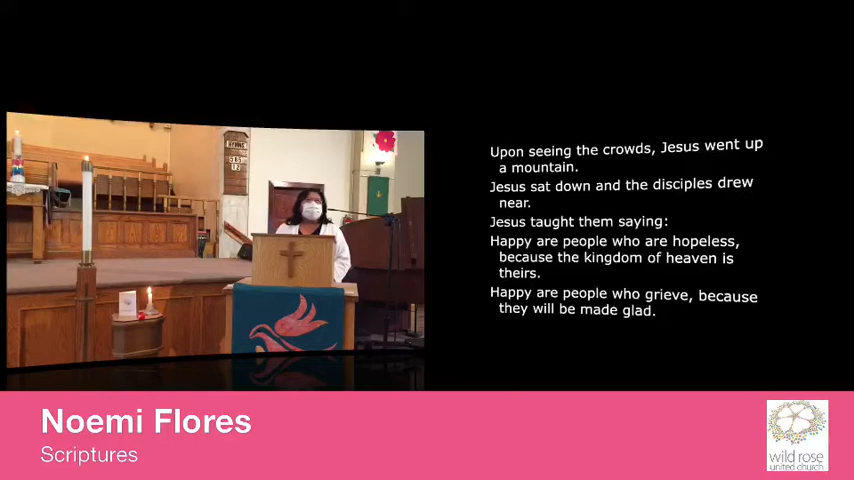 HYMNS
Upon seeing the crowds, Jesus went up
a mountain.
Jesus sat down and the disciples drew
near.
Jesus taught them saying:
Happy are people who are hopeless,
because the kingdom of heaven is
theirs.
Happy are people who grieve, because
they will be made glad.
Noemi Flores
Scriptures
wild rose
united church